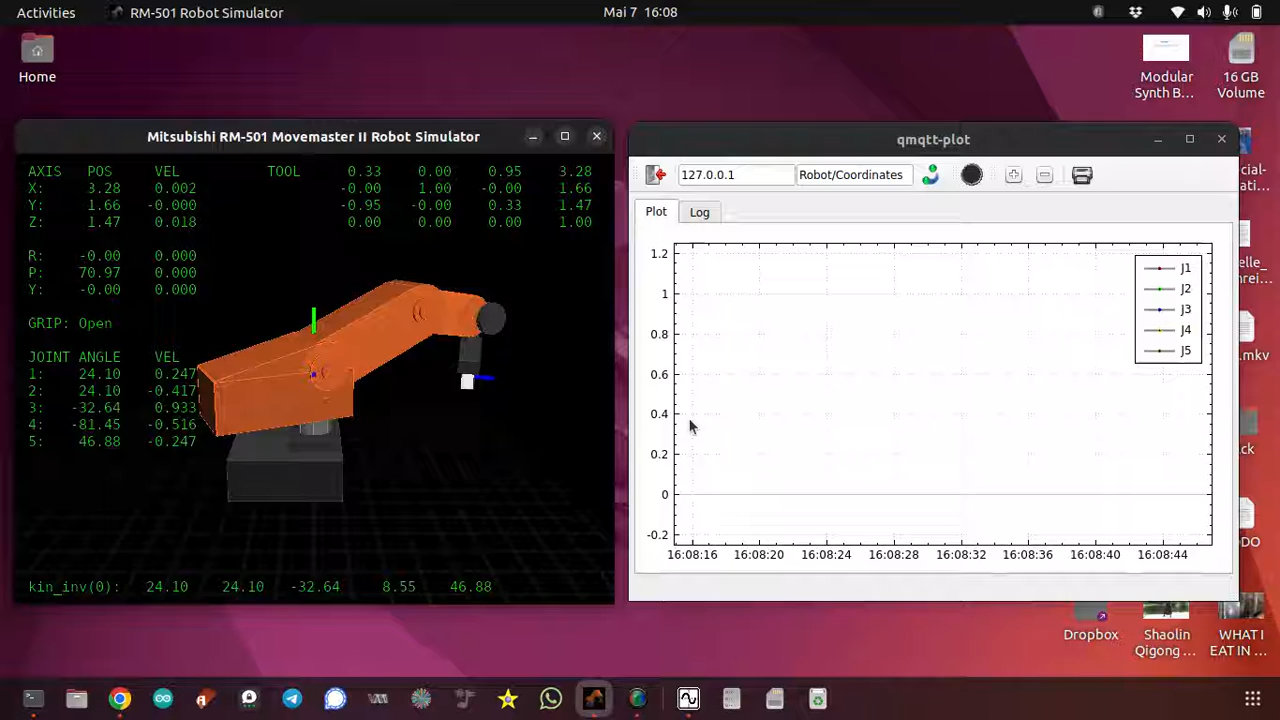 Activities RM-501 Robot Simulator Mai 7 16:08
Home
Modular
Synth B...
16 GB
Volume
Mitsubishi RM-501 Movemaster II Robot Simulator
AXIS POS VEL TOOL 0.33 0.00 0.95 3.28
X: 3.28 0.002 -0.00 1.00 -0.00 1.66
Y: 1.66 -0.000 -0.95 0.00 0.33 1.47
Z: 1.47 0.018 0.00 0.00 0.00 1.00
R: -0.00 0.000
P: 70.97 0.000
Y: -0.00 0.000
GRIP: Open
JOINT ANGLE VEL
1: 24.10 0.247
2: 24.10 -0.417
3: -32.64 0.933
4: -81.45 -0.516
5: 46.88 -0.247
kin_inv(0): 24.10 24.10 -32.64 8.55 46.88
qmqtt-plot
127.0.0.1 Robot/Coordinates
Plot Log
1.2
1
0.8
0.6
0.4
0.2
0
-0.2
J1
J2
J3
J4
J5
16:08:16 16:08:20 16:08:24 16:08:28 16:08:32 16:08:36 16:08:40 16:08:44
Dropbox
Shaolin
Qigong ...
WHAT I
EAT IN ...